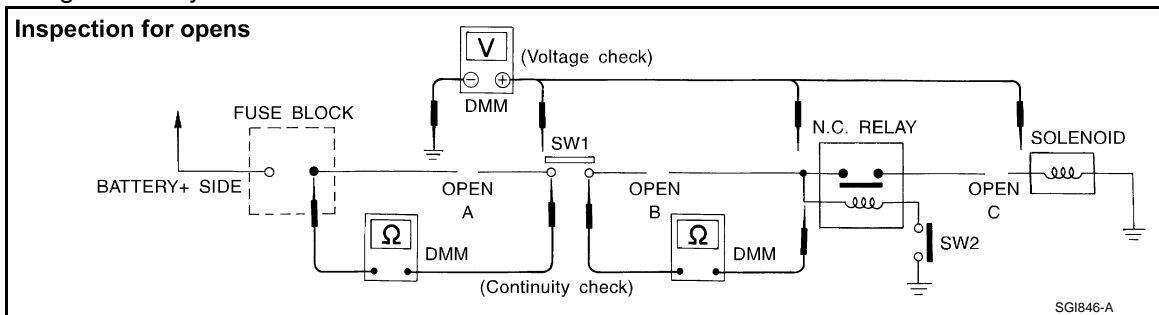 Inspection for opens
V
(Voltage check)
DMM
FUSE BLOCK
N.C. RELAY
SW1
SOLENOID
BATTERY+ SIDE
OPEN
A
OPEN
B
OPEN
C
Ω
DMM
Ω
DMM
SW2
(Continuity check)
SGI846-A